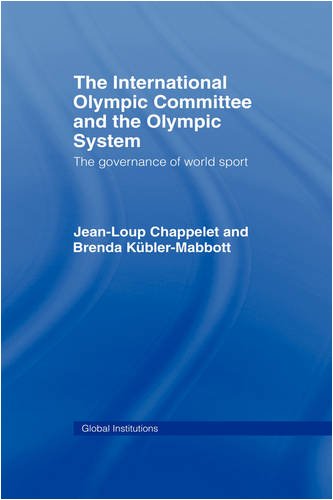 The International
Olympic Committee
and the Olympic
System
The governance of world sport
Jean-Loup Chappelet and
Brenda Kübler-Mabbott
Global Institutions